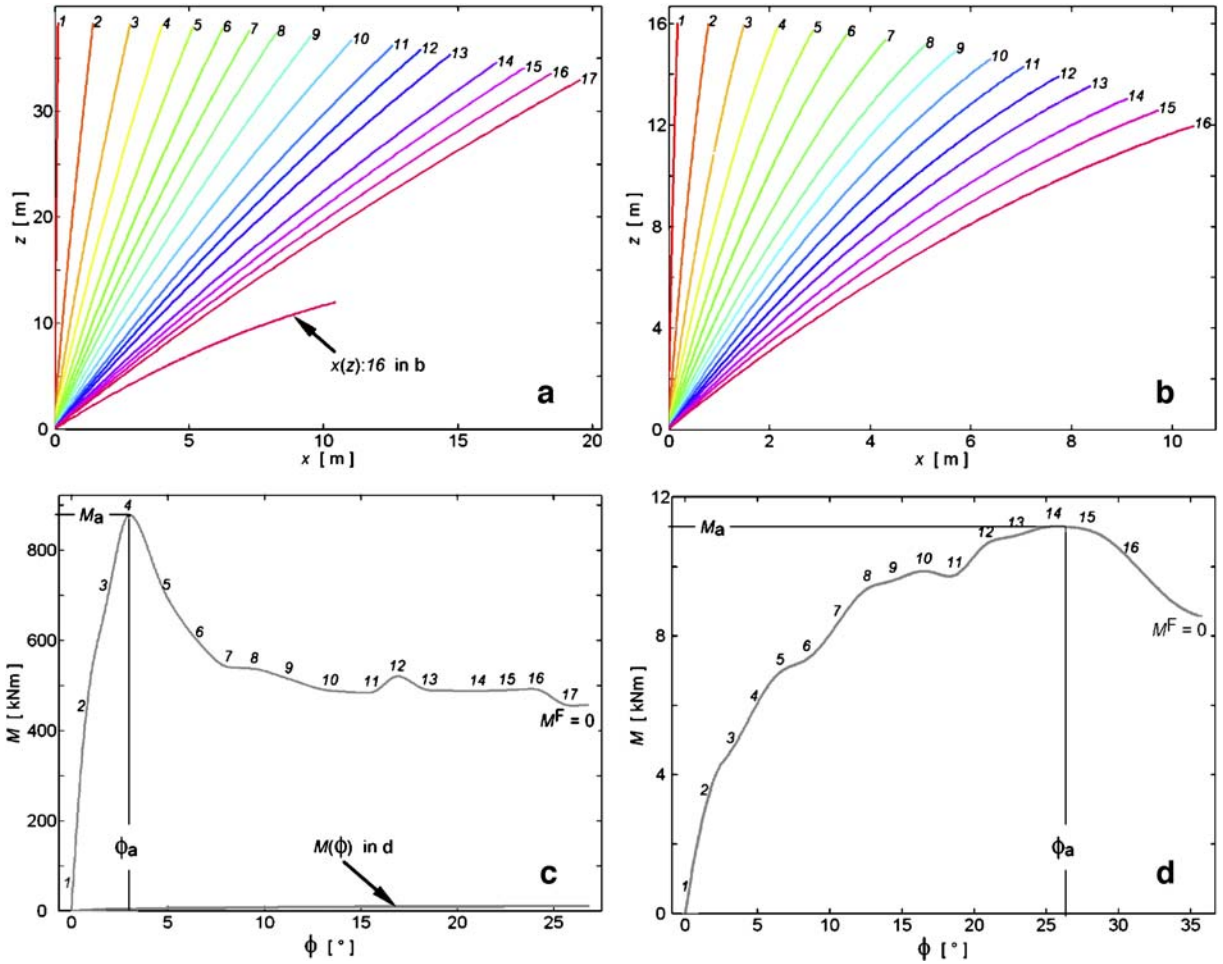 1 2 3 4 5 6 7 8 9 10 11 12 13 14 15 16 17
30
20
10
0
z [ m ]
x(z):16 in b
a
0 5 10 15 20
x [ m ]
1 2 3 4 5 6 7 8 9 10 11 12 13 14 15 16
16
12
8
4
0
z [ m ]
b
0 2 4 6 8 10
x [ m ]
800
600
400
200
0
M [ kNm ]
Ma
1 2 3 4 5 6 7 8 9 10 11 12 13 14 15 16 17
MF = 0
ϕa
M(ϕ) in d
c
0 5 10 15 20 25
ϕ [ ° ]
12
8
4
0
M [ kNm ]
Ma
1 2 3 4 5 6 7 8 9 10 11 12 13 14 15 16
MF = 0
ϕa
d
0 5 10 15 20 25 30 35
ϕ [ ° ]